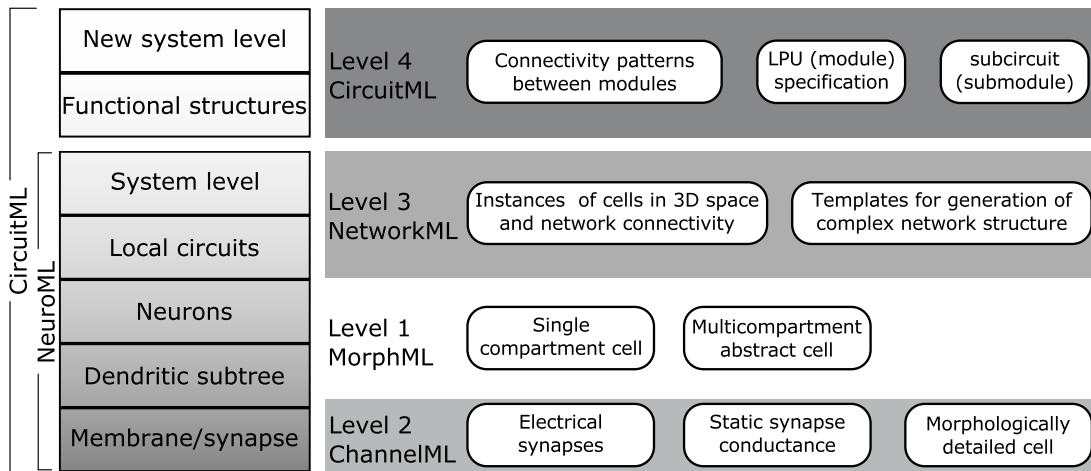 CircuitML
NeuroML
New system level
Functional structures
System level
Local circuits
Neurons
Dendritic subtree
Membrane/synapse
Level 4
CircuitML
Connectivity patterns
between modules
LPU (module)
specification
subcircuit
(submodule)
Level 3
NetworkML
Instances of cells in 3D space
and network connectivity
Templates for generation of
complex network structure
Level 1
MorphML
Single
compartment cell
Multicompartment
abstract cell
Level 2
ChannelML
Electrical
synapses
Static synapse
conductance
Morphologically
detailed cell